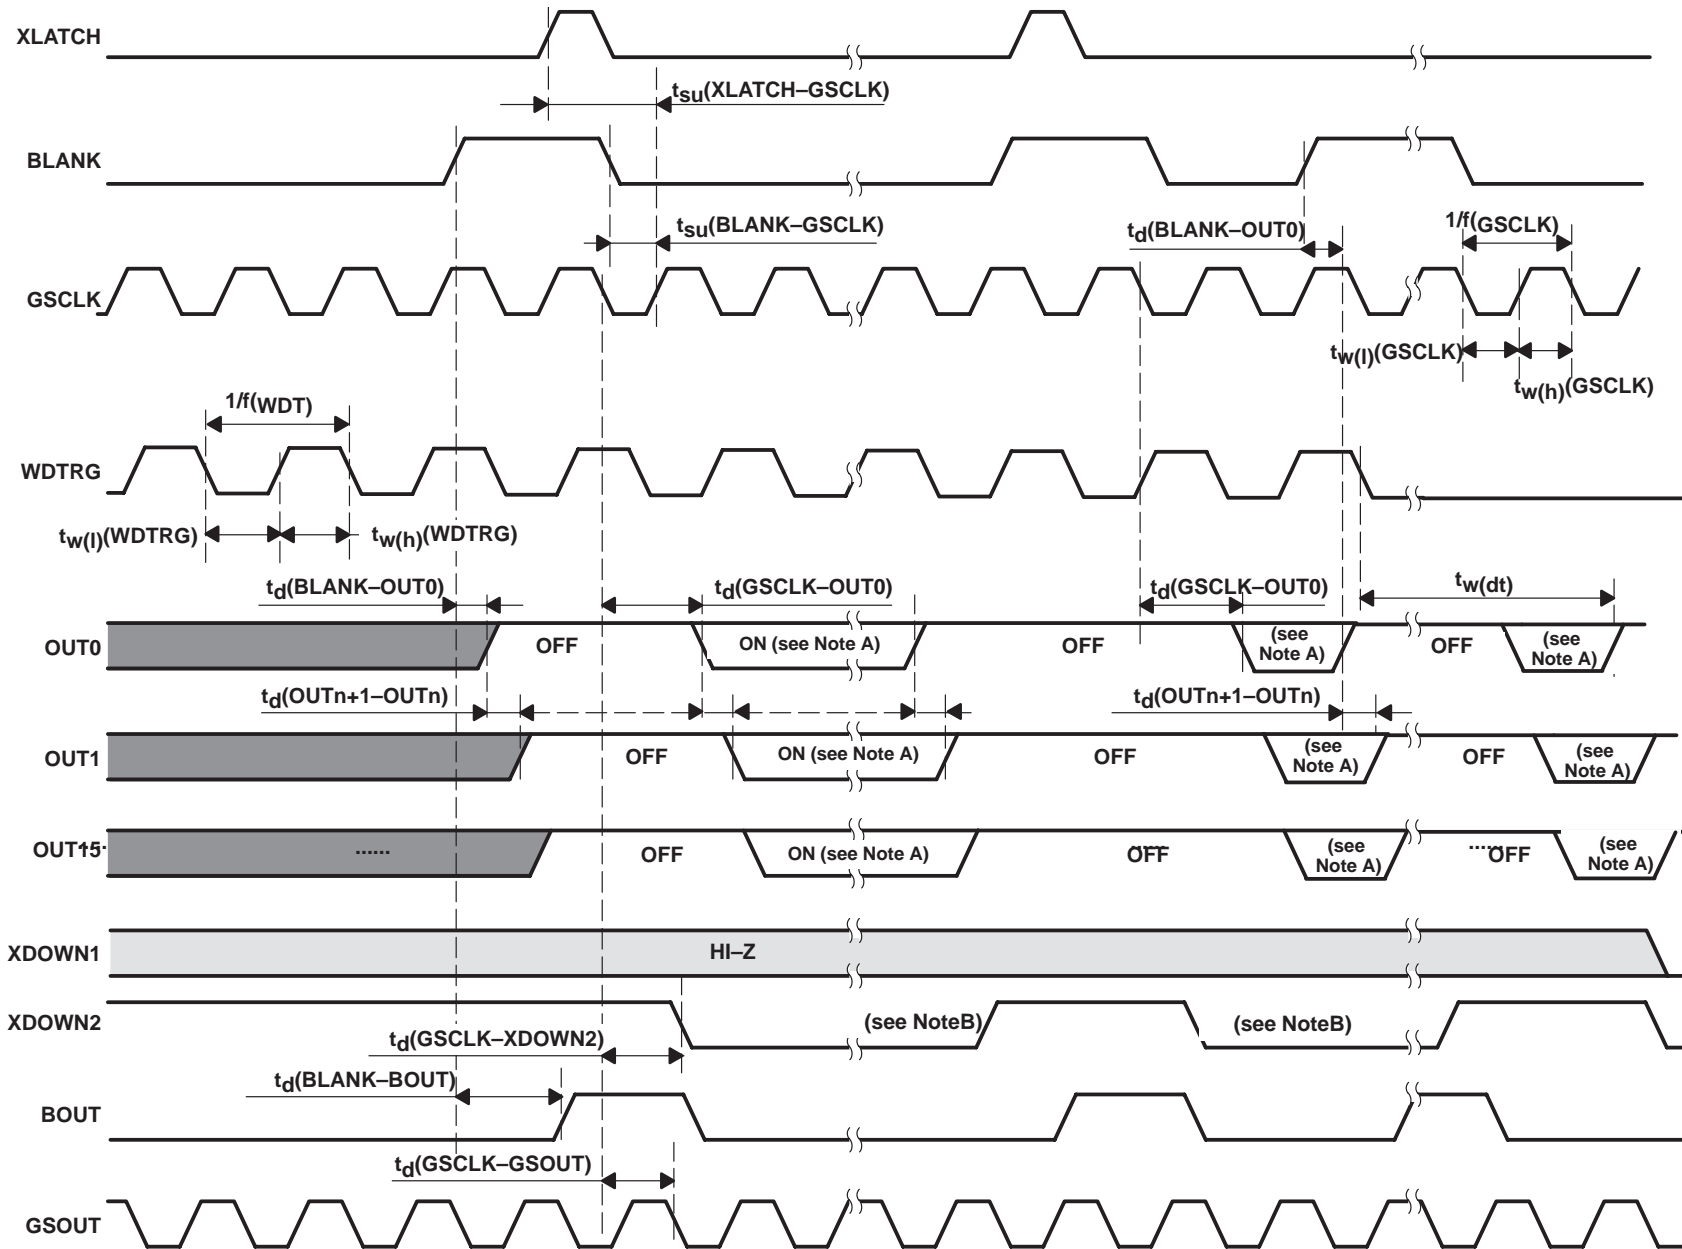 XLATCH
tsu(XLATCH–GSCLK)
BLANK
tsu(BLANK–GSCLK)
td(BLANK–OUT0)
1/f(GSCLK)
GSCLK
tw(l)(GSCLK)
tw(h)(GSCLK)
1/f(WDT)
WDTRG
tw(l)(WDTRG)
tw(h)(WDTRG)
td(BLANK–OUT0)
td(GSCLK–OUT0)
td(GSCLK–OUT0)
tw(dt)
OUT0
OFF
ON (see Note A)
OFF
(see
Note A)
OFF
(see
Note A)
td(OUTn+1–OUTn)
td(OUTn+1–OUTn)
OUT1
OFF
ON (see Note A)
OFF
(see
Note A)
OFF
(see
Note A)
OUT15
......
OFF
ON (see Note A)
OFF
......
(see
Note A)
OFF
......
(see
Note A)
XDOWN1
HI–Z
XDOWN2
(see NoteB)
(see NoteB)
td(GSCLK–XDOWN2)
td(BLANK–BOUT)
BOUT
td(GSCLK–GSOUT)
GSOUT